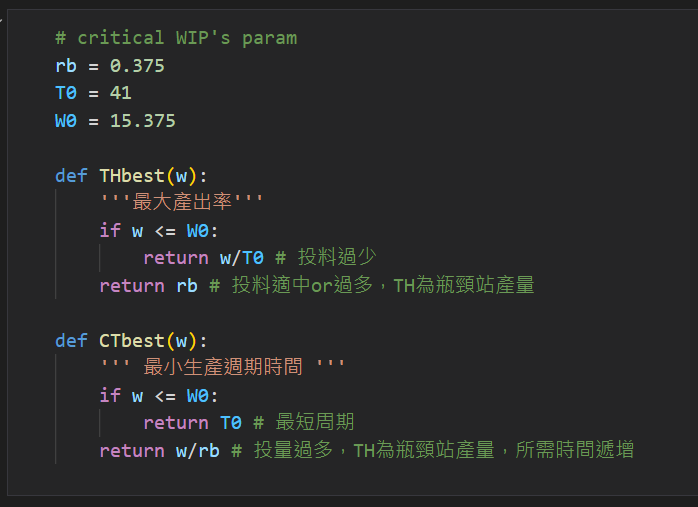 # critical WIP's param
rb = 0.375
T0 = 41
W0 = 15.375
def THbest(w):
'''最大產出率'''
if w <= W0:
return w/T0 # 投料過少
return rb # 投料適中or過多，TH為瓶頸站產量
def CTbest(w):
''' 最小生產週期時間 '''
if w <= W0:
return T0 # 最短周期
return w/rb # 投量過多，TH為瓶頸站產量，所需時間遞增